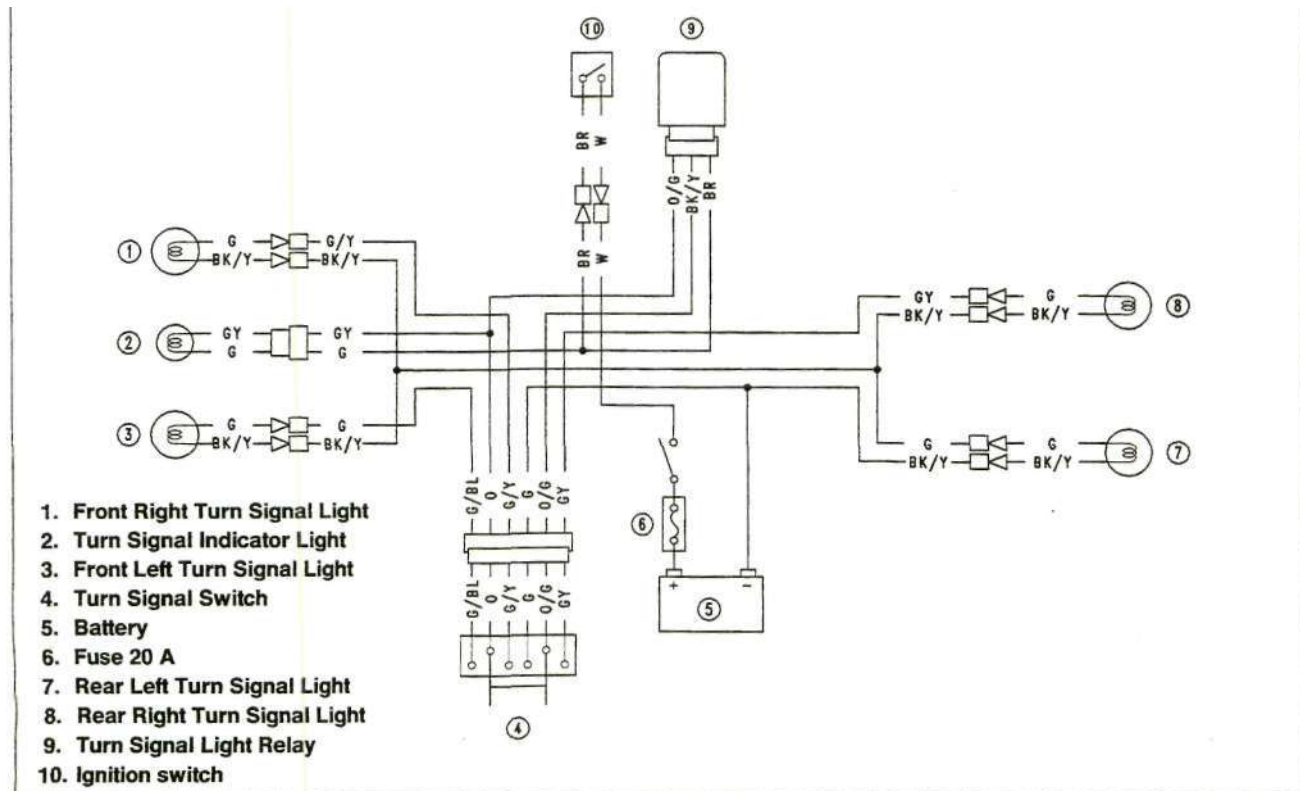 10
9
BR
W
O/G
BK/Y
BR
BR
W
1
G
G/Y
BK/Y
BK/Y
2
GY
GY
G
G
3
G
G
BK/Y
BK/Y
GY
G
BK/Y
BK/Y
8
G
G
BK/Y
BK/Y
7
G/BL
O
G/Y
G
O/G
GY
6
G/BL
O
G/Y
G
O/G
GY
+
-
5
4
1. Front Right Turn Signal Light
2. Turn Signal Indicator Light
3. Front Left Turn Signal Light
4. Turn Signal Switch
5. Battery
6. Fuse 20 A
7. Rear Left Turn Signal Light
8. Rear Right Turn Signal Light
9. Turn Signal Light Relay
10. Ignition switch